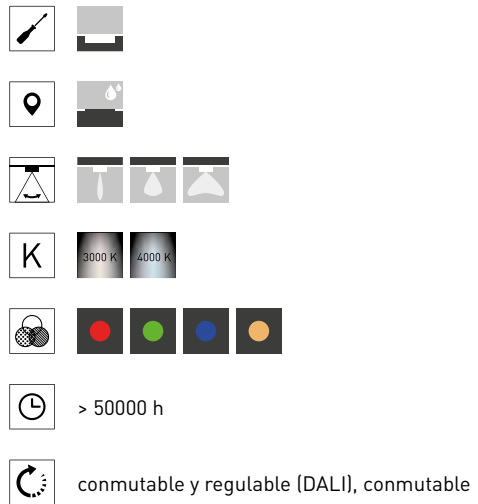 K
3000 K
4000 K
> 50000 h
conmutable y regulable (DALI), conmutable